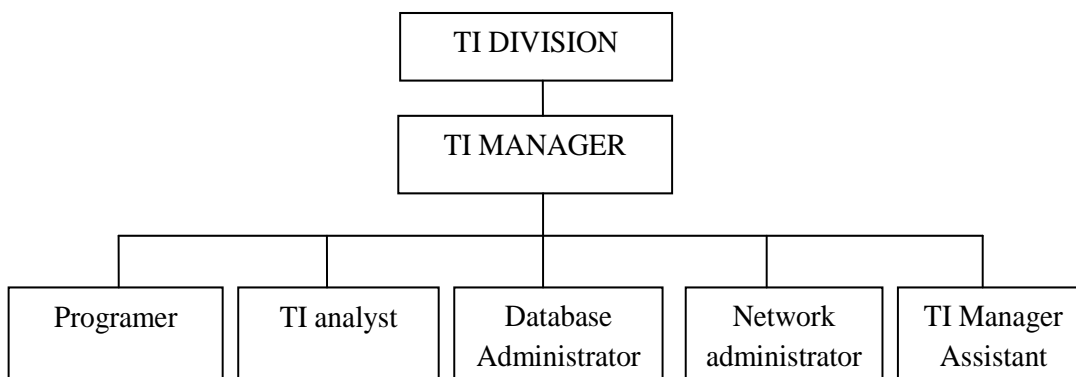 TI DIVISION
TI MANAGER
Programer
TI analyst
Database
Administrator
Network
administrator
TI Manager
Assistant